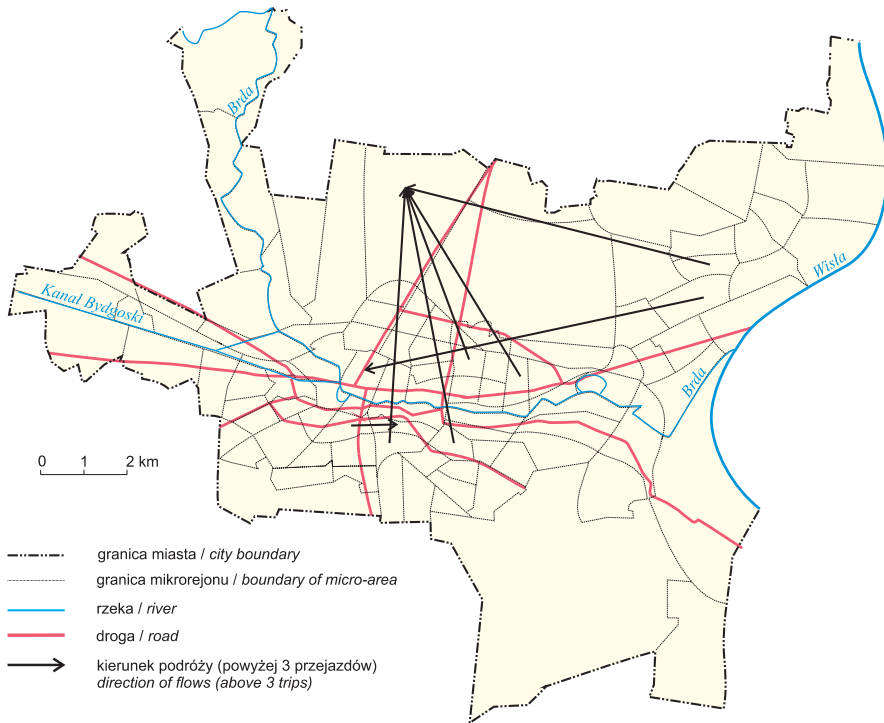 Brda
Wisła
Kanał Bydgoski
Brda
0 1 2 km
granica miasta / city boundary
granica mikrorejonu / boundary of micro-area
rzeka / river
droga / road
kierunek podróży (powyżej 3 przejazdów)
direction of flows (above 3 trips)